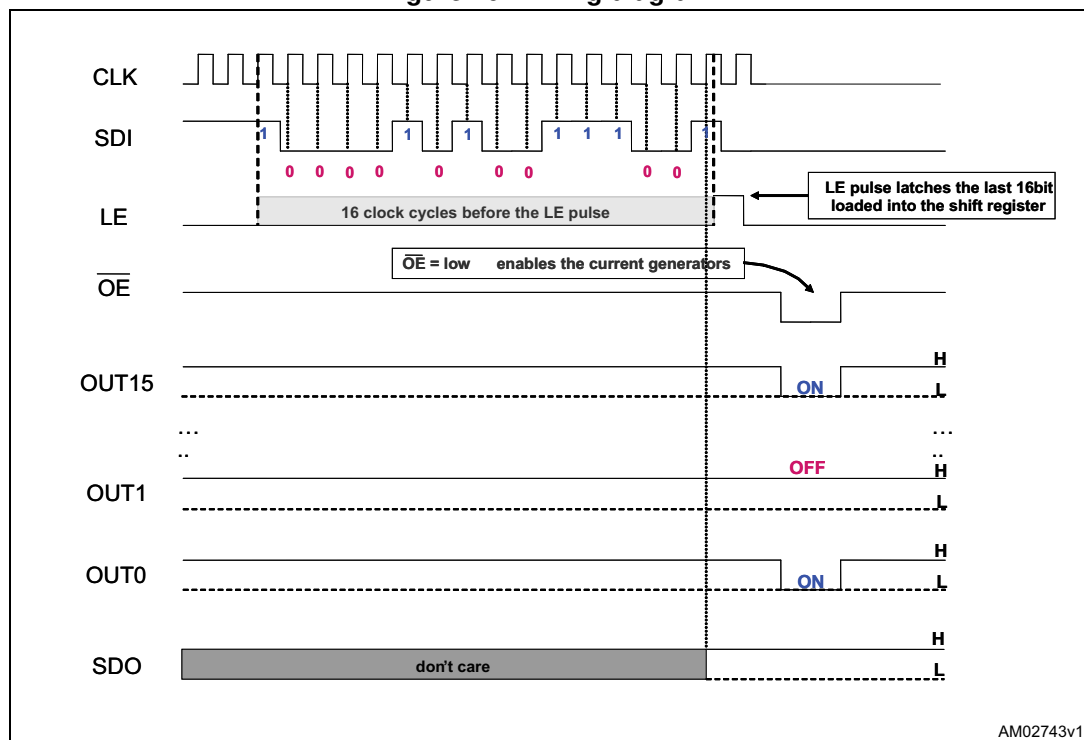 CLK
SDI
1 1 1 1 1 1 1
0 0 0 0 0 0 0 0 0
LE
16 clock cycles before the LE pulse
LE pulse latches the last 16bit
loaded into the shift register
OE = low enables the current generators
OE
H
OUT15
ON
L
...
...
..
..
OFF
H
OUT1
L
H
OUT0
ON
L
H
SDO
don't care
L
AM02743v1